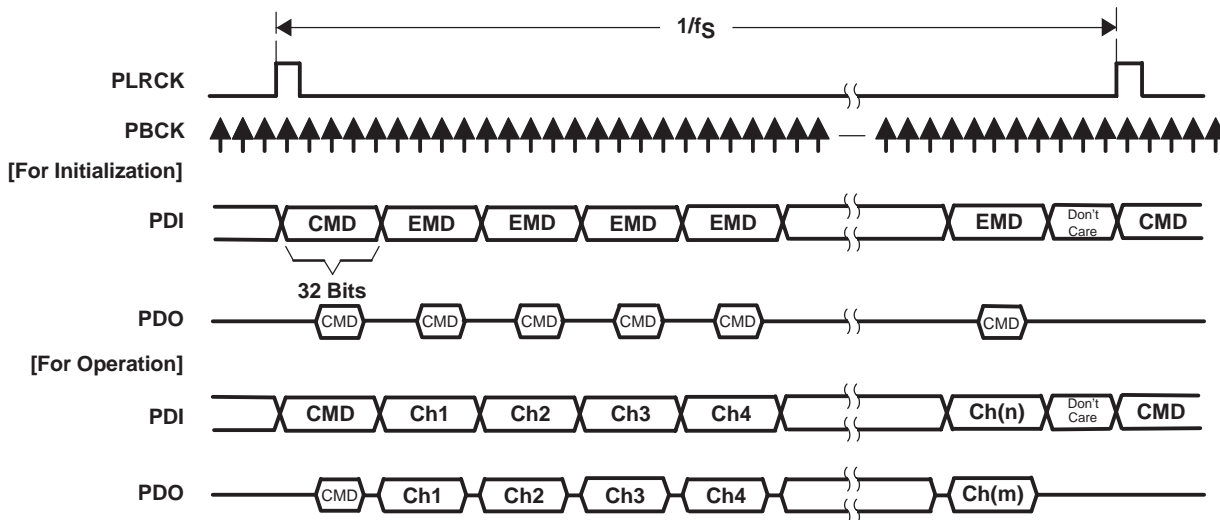 1/fS
PLRCK
PBCK
[For Initialization]
PDI CMD EMD EMD EMD EMD EMD Don't Care CMD
32 Bits
PDO CMD CMD CMD CMD CMD CMD
[For Operation]
PDI CMD Ch1 Ch2 Ch3 Ch4 Ch(n) Don't Care CMD
PDO CMD Ch1 Ch2 Ch3 Ch4 Ch(m)